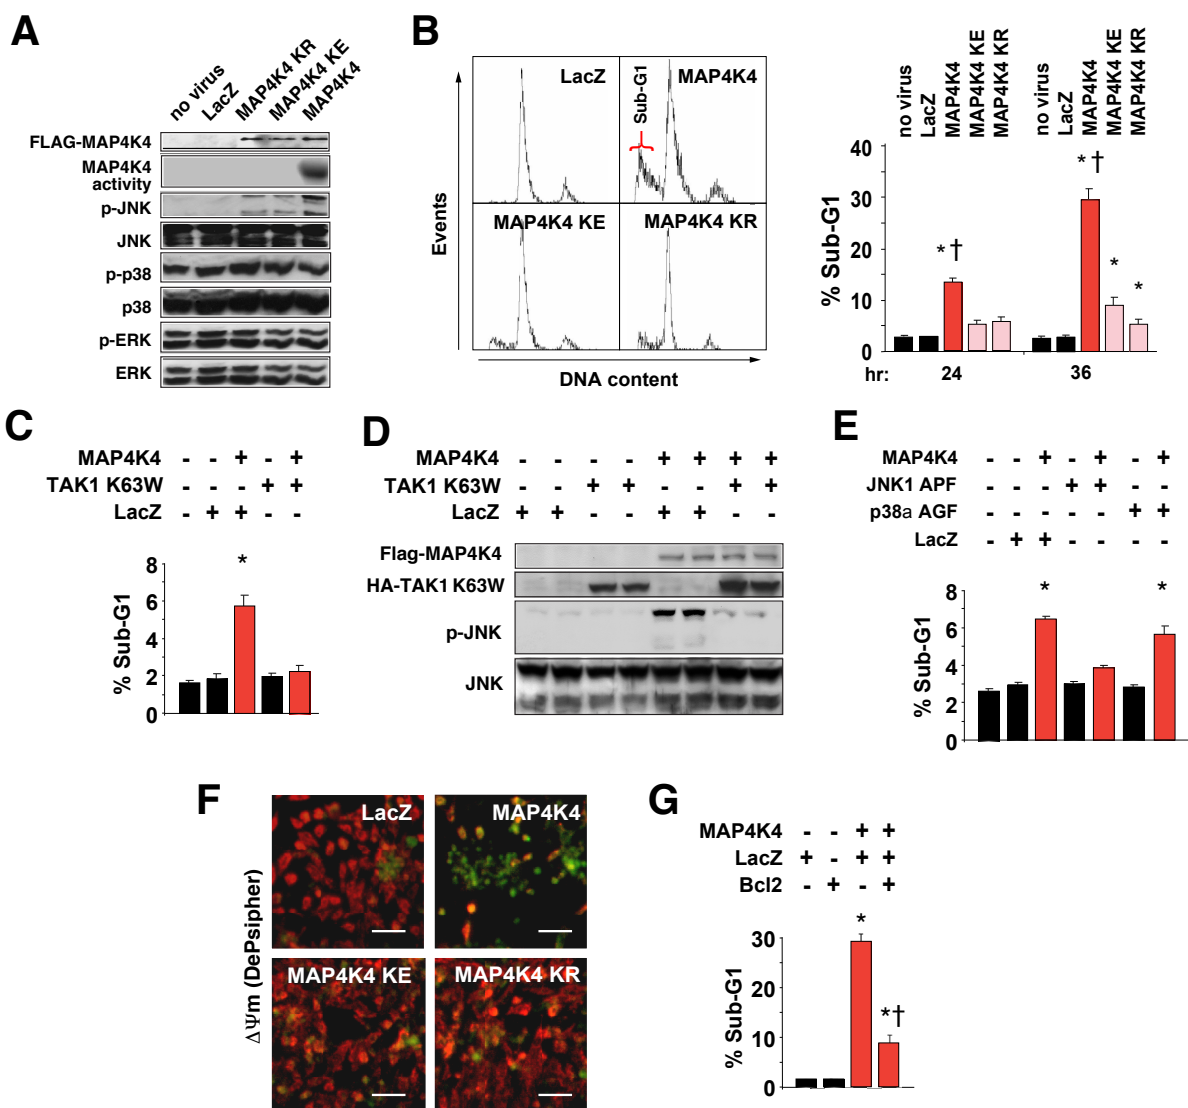 A
no virus
LacZ
MAP4K4 KR
MAP4K4 KE
MAP4K4
FLAG-MAP4K4
MAP4K4
activity
p-JNK
JNK
p-p38
p38
p-ERK
ERK
B
LacZ
Sub-G1
MAP4K4
MAP4K4 KE
MAP4K4 KR
Events
DNA content
no virus
LacZ
MAP4K4
MAP4K4 KE
MAP4K4 KR
no virus
LacZ
MAP4K4
MAP4K4 KE
MAP4K4 KR
% Sub-G1
40
30
20
10
0
* †
* †
*
*
hr: 24 36
C
MAP4K4 - - + - +
TAK1 K63W - - - + +
LacZ - + + - -
% Sub-G1
8
6
4
2
0
*
D
MAP4K4 - - - - + + + +
TAK1 K63W - - + + - - + +
LacZ + + - - + + - -
Flag-MAP4K4
HA-TAK1 K63W
p-JNK
JNK
E
MAP4K4 - - + - + - +
JNK1 APF - - - + + - -
p38a AGF - - - - - + +
LacZ - + + - - - -
% Sub-G1
8
6
4
2
0
*
*
F
ΔΨm (DePsipher)
LacZ
MAP4K4
MAP4K4 KE
MAP4K4 KR
G
MAP4K4 - - + +
LacZ + - + +
Bcl2 - + - +
% Sub-G1
30
20
10
0
*
*†